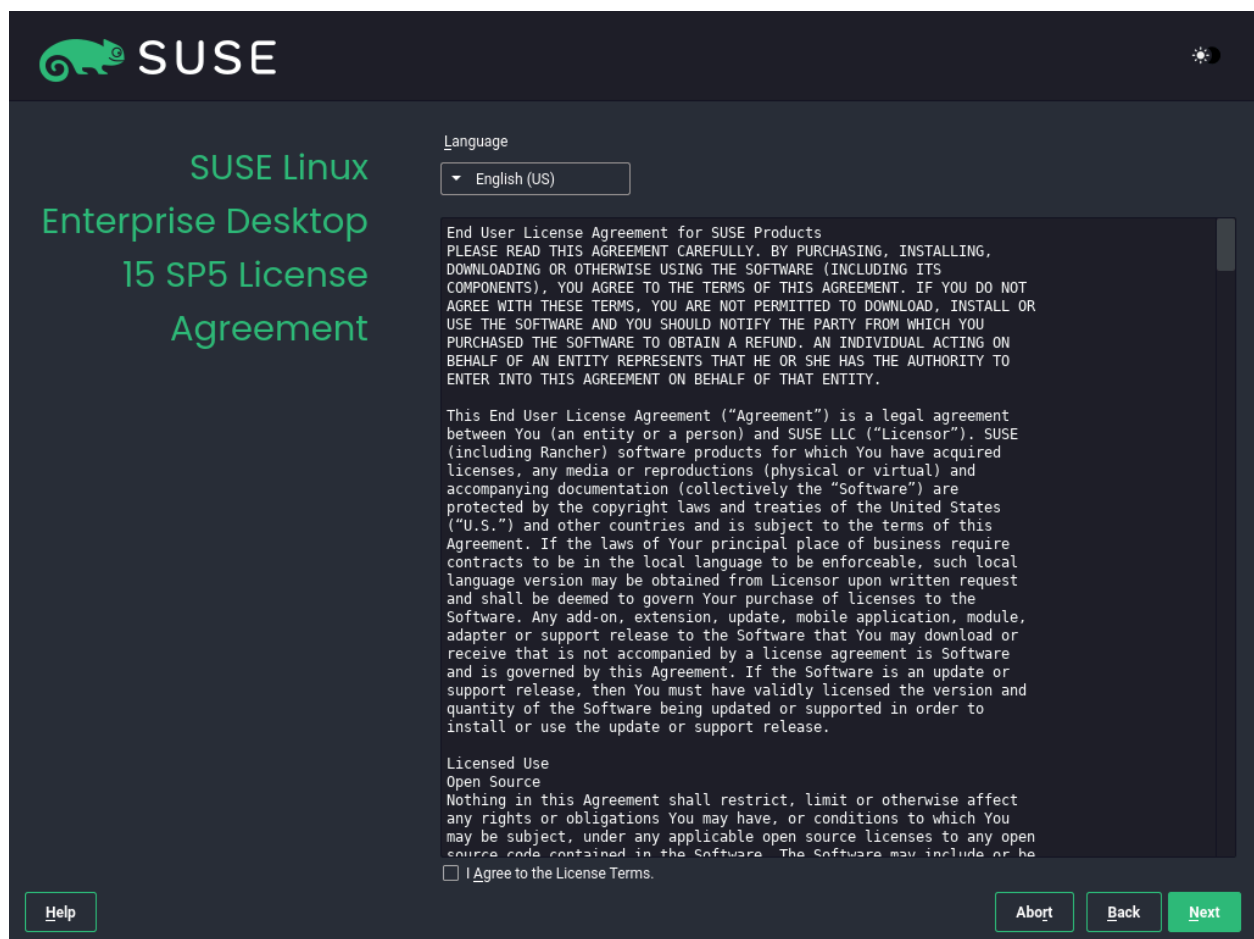 SUSE
SUSE Linux
Enterprise Desktop
15 SP5 License
Agreement
Language
English (US)
End User License Agreement for SUSE Products
PLEASE READ THIS AGREEMENT CAREFULLY. BY PURCHASING, INSTALLING,
DOWNLOADING OR OTHERWISE USING THE SOFTWARE (INCLUDING ITS
COMPONENTS), YOU AGREE TO THE TERMS OF THIS AGREEMENT. IF YOU DO NOT
AGREE WITH THESE TERMS, YOU ARE NOT PERMITTED TO DOWNLOAD, INSTALL OR
USE THE SOFTWARE AND YOU SHOULD NOTIFY THE PARTY FROM WHICH YOU
PURCHASED THE SOFTWARE TO OBTAIN A REFUND. AN INDIVIDUAL ACTING ON
BEHALF OF AN ENTITY REPRESENTS THAT HE OR SHE HAS THE AUTHORITY TO
ENTER INTO THIS AGREEMENT ON BEHALF OF THAT ENTITY.
This End User License Agreement (“Agreement”) is a legal agreement
between You (an entity or a person) and SUSE LLC (“Licensor”). SUSE
(including Rancher) software products for which You have acquired
licenses, any media or reproductions (physical or virtual) and
accompanying documentation (collectively the “Software”) are
protected by the copyright laws and treaties of the United States
(“U.S.”) and other countries and is subject to the terms of this
Agreement. If the laws of Your principal place of business require
contracts to be in the local language to be enforceable, such local
language version may be obtained from Licensor upon written request
and shall be deemed to govern Your purchase of licenses to the
Software. Any add-on, extension, update, mobile application, module,
adapter or support release to the Software that You may download or
receive that is not accompanied by a license agreement is Software
and is governed by this Agreement. If the Software is an update or
support release, then You must have validly licensed the version and
quantity of the Software being updated or supported in order to
install or use the update or support release.
Licensed Use
Open Source
Nothing in this Agreement shall restrict, limit or otherwise affect
any rights or obligations You may have, or conditions to which You
may be subject, under any applicable open source licenses to any open
source code contained in the Software. The Software may include or be
I Agree to the License Terms.
Help
Abort
Back
Next